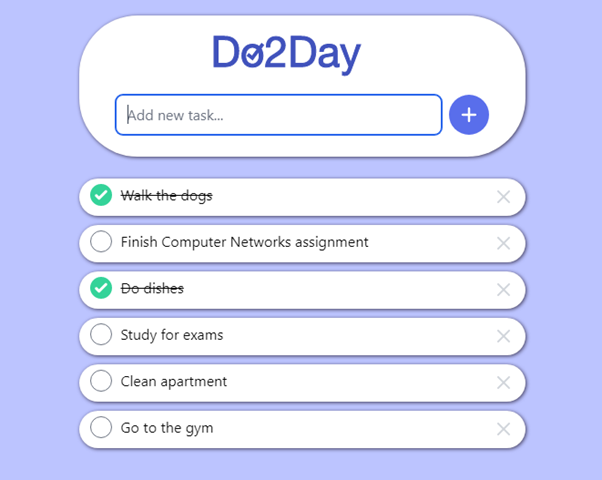 Do2Day
Add new task...
Walk the dogs
Finish Computer Networks assignment
Do dishes
Study for exams
Clean apartment
Go to the gym